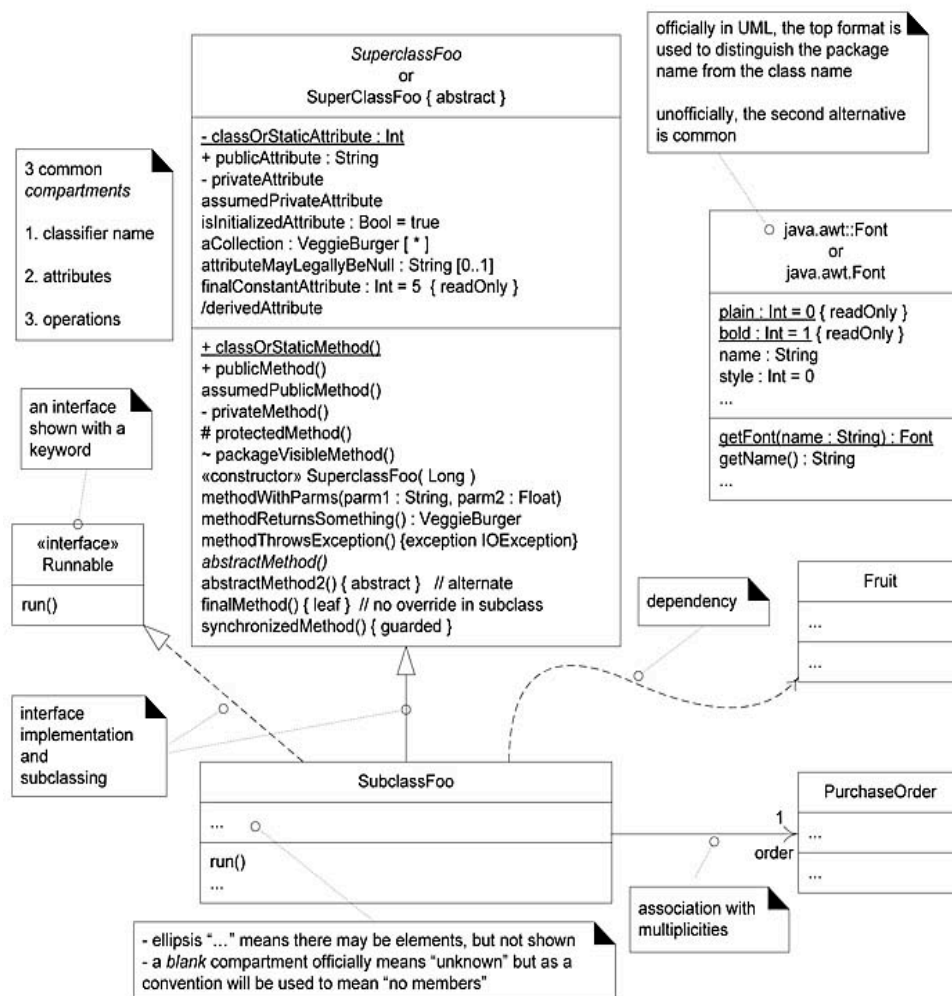 SuperclassFoo
or
SuperClassFoo { abstract }
- classOrStaticAttribute : Int
+ publicAttribute : String
- privateAttribute
assumedPrivateAttribute
isInitializedAttribute : Bool = true
aCollection : VeggieBurger [ * ]
attributeMayLegallyBeNull : String [0..1]
finalConstantAttribute : Int = 5 { readOnly }
/derivedAttribute
+ classOrStaticMethod()
+ publicMethod()
assumedPublicMethod()
- privateMethod()
# protectedMethod()
~ packageVisibleMethod()
«constructor» SuperclassFoo( Long )
methodWithParms(parm1 : String, parm2 : Float)
methodReturnsSomething() : VeggieBurger
methodThrowsException() {exception IOException}
abstractMethod()
abstractMethod2() { abstract } // alternate
finalMethod() { leaf } // no override in subclass
synchronizedMethod() { guarded }
3 common
compartments
1. classifier name
2. attributes
3. operations
officially in UML, the top format is
used to distinguish the package
name from the class name
unofficially, the second alternative
is common
java.awt::Font
or
java.awt.Font
plain : Int = 0 { readOnly }
bold : Int = 1 { readOnly }
name : String
style : Int = 0
...
getFont(name : String) : Font
getName() : String
...
an interface
shown with a
keyword
«interface»
Runnable
run()
interface
implementation
and
subclassing
dependency
Fruit
...
...
SubclassFoo
...
run()
...
1
order
PurchaseOrder
...
...
association with
multiplicities
- ellipsis “...” means there may be elements, but not shown
- a blank compartment officially means “unknown” but as a
convention will be used to mean “no members”